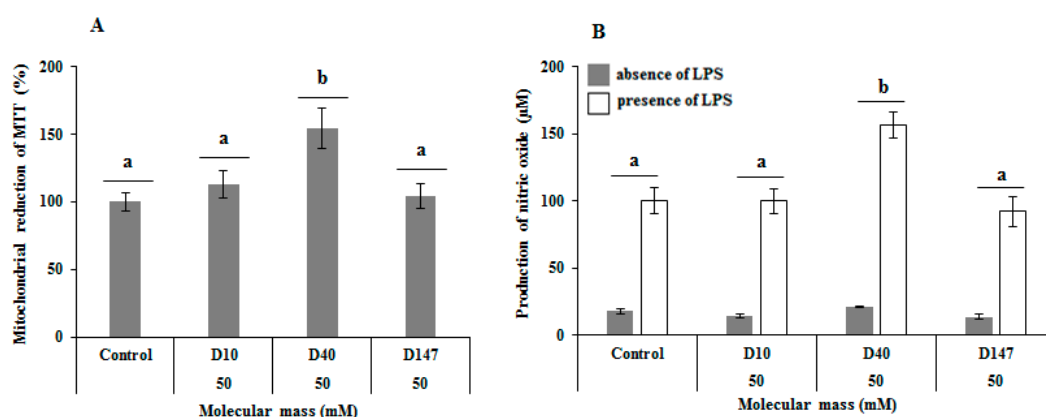 A
Mitochondrial reduction of MTT (%)
200
150
100
50
0
a
a
b
a
Control
D10
D40
D147
50
50
50
Molecular mass (mM)
B
absence of LPS
presence of LPS
Production of nitric oxide (µM)
200
150
100
50
0
a
a
b
a
Control
D10
D40
D147
50
50
50
Molecular mass (mM)